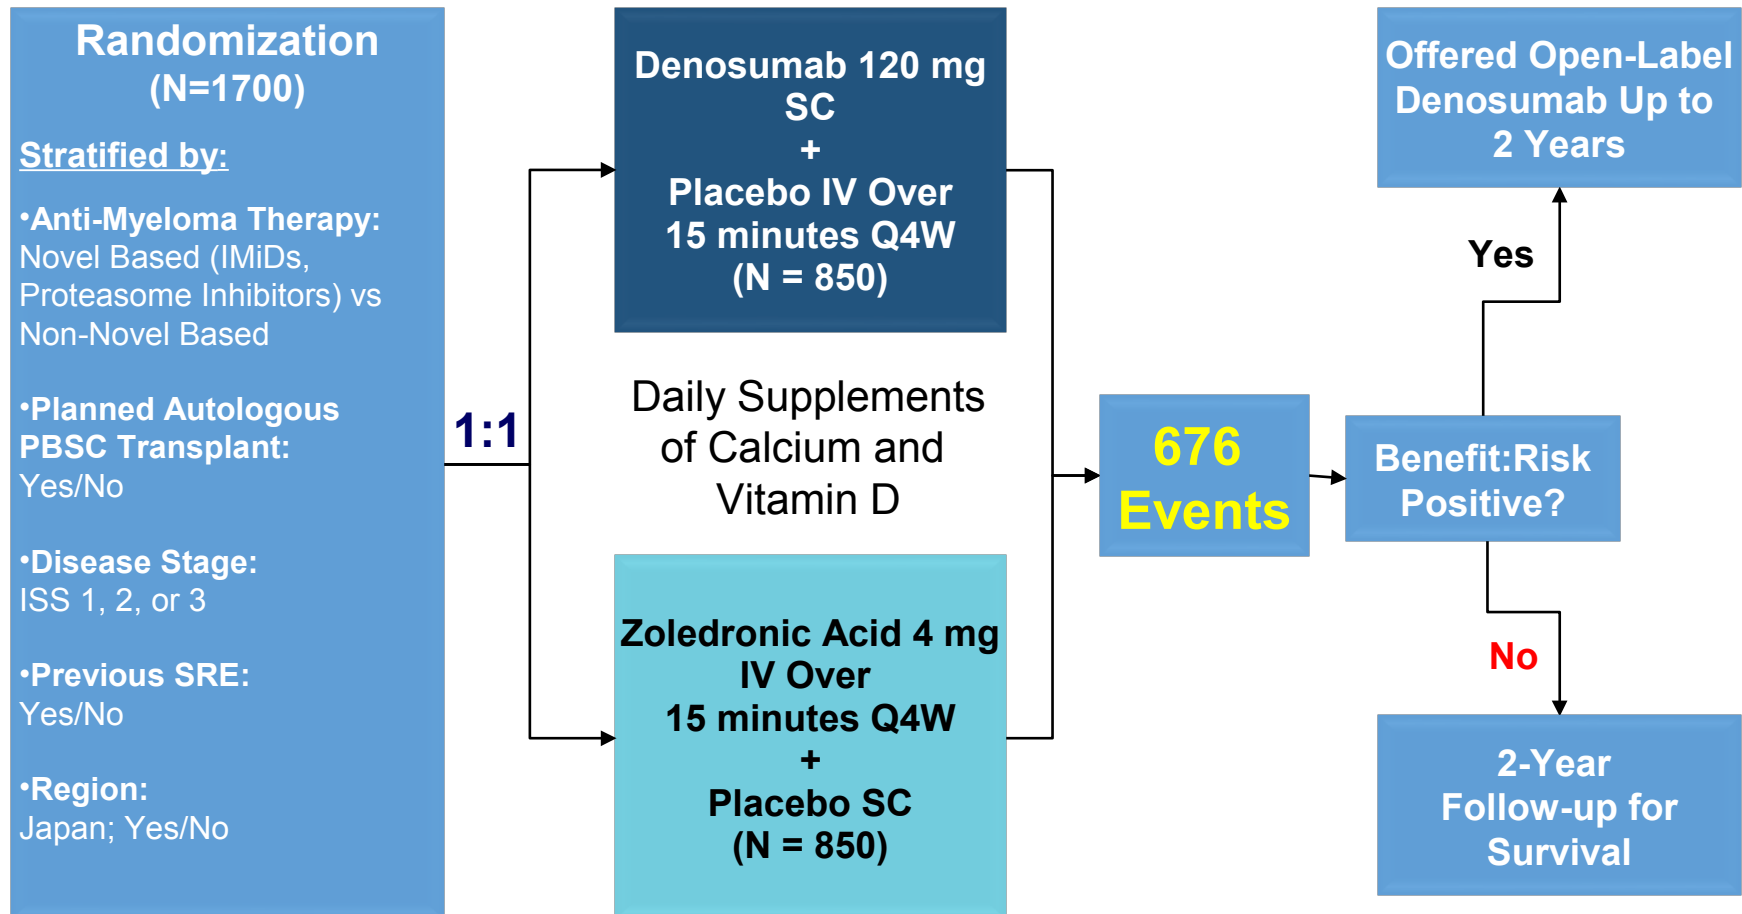 Randomization
(N=1700)
Stratified by:
•Anti-Myeloma Therapy:
Novel Based (IMiDs,
Proteasome Inhibitors) vs
Non-Novel Based
•Planned Autologous
PBSC Transplant:
Yes/No
•Disease Stage:
ISS 1, 2, or 3
•Previous SRE:
Yes/No
•Region:
Japan; Yes/No
1:1
Denosumab 120 mg
SC
+
Placebo IV Over
15 minutes Q4W
(N = 850)
Daily Supplements
of Calcium and
Vitamin D
Zoledronic Acid 4 mg
IV Over
15 minutes Q4W
+
Placebo SC
(N = 850)
676
Events
Benefit:Risk
Positive?
Yes
Offered Open-Label
Denosumab Up to
2 Years
No
2-Year
Follow-up for
Survival